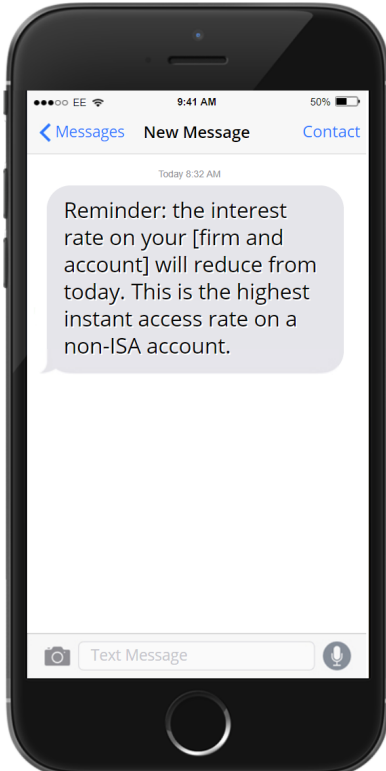 EE 9:41 AM 50%
Messages New Message Contact
Today 8:32 AM
Reminder: the interest
rate on your [firm and
account] will reduce from
today. This is the highest
instant access rate on a
non-ISA account.
Text Message